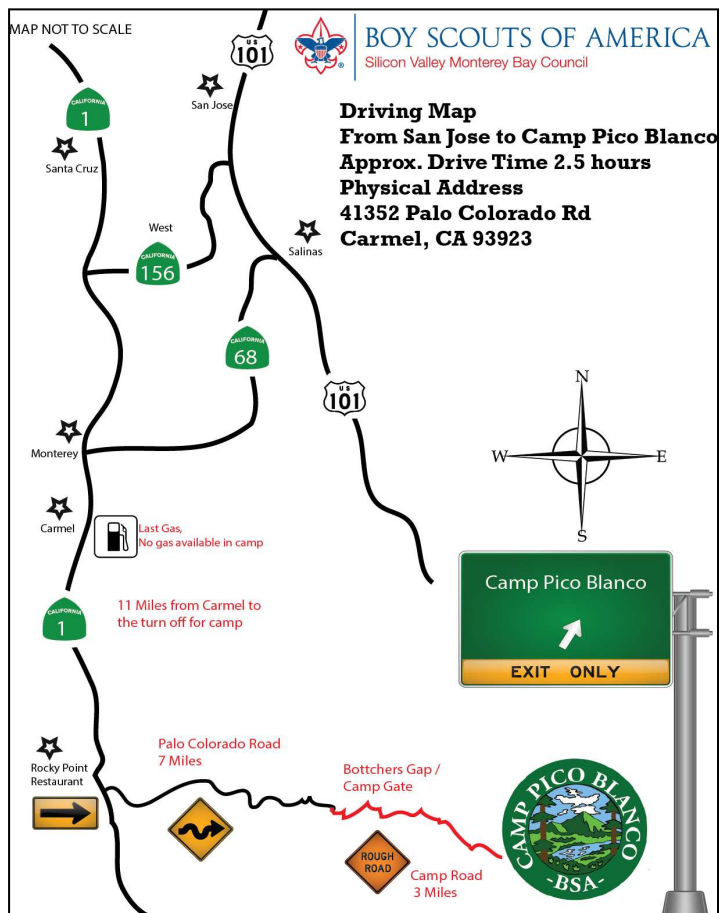 MAP NOT TO SCALE
U S
101
BOY SCOUTS OF AMERICA
®
Silicon Valley Monterey Bay Council
CALIFORNIA
1
San Jose
Driving Map
From San Jose to Camp Pico Blanco
Approx. Drive Time 2.5 hours
Physical Address
41352 Palo Colorado Rd
Carmel, CA 93923
Santa Cruz
West
CALIFORNIA
156
Salinas
CALIFORNIA
68
U S
101
N
W
E
S
Monterey
Carmel
Last Gas,
No gas available in camp
CALIFORNIA
1
11 Miles from Carmel to
the turn off for camp
Camp Pico Blanco
EXIT ONLY
Rocky Point
Restaurant
Palo Colorado Road
7 Miles
Bottchers Gap /
Camp Gate
ROUGH
ROAD
Camp Road
3 Miles
CAMP PICO BLANCO
-BSA-